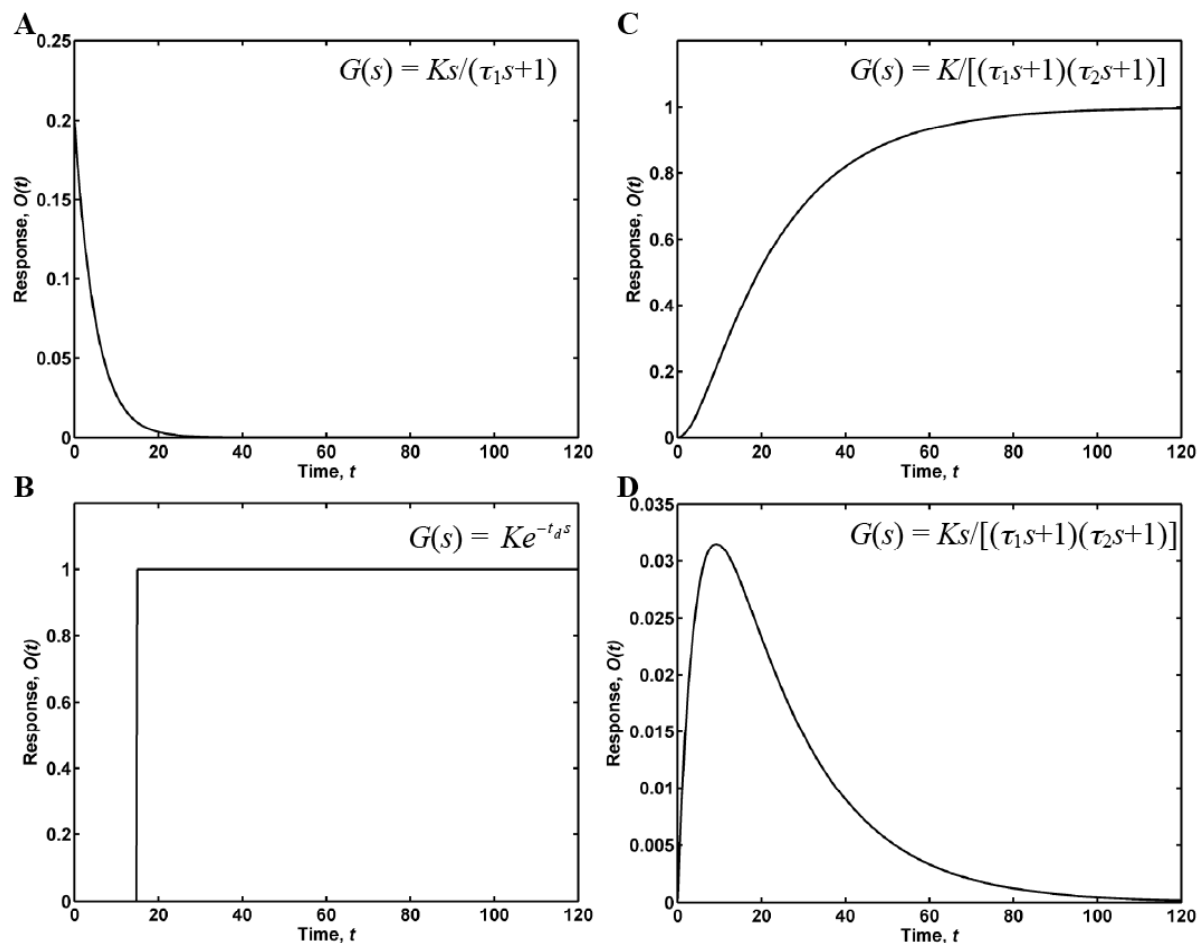 A
G(s) = Ks/(τ₁s+1)
0.25
0.2
0.15
0.1
0.05
0
Response, O(t)
0 20 40 60 80 100 120
Time, t
B
G(s) = Ke^{-t_d s}
1
0.8
0.6
0.4
0.2
0
Response, O(t)
0 20 40 60 80 100 120
Time, t
C
G(s) = K/[(τ₁s+1)(τ₂s+1)]
1
0.8
0.6
0.4
0.2
0
Response, O(t)
0 20 40 60 80 100 120
Time, t
D
G(s) = Ks/[(τ₁s+1)(τ₂s+1)]
0.035
0.03
0.025
0.02
0.015
0.01
0.005
0
Response, O(t)
0 20 40 60 80 100 120
Time, t